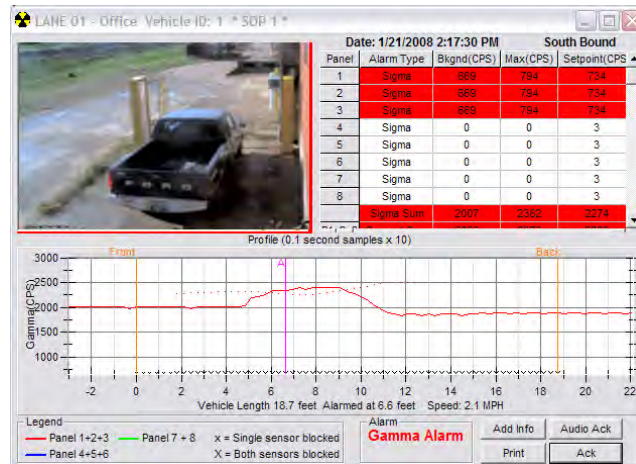 LANE 01 - Office Vehicle ID: 1 * SDP 1 *
Date: 1/21/2008 2:17:30 PM South Bound
Panel Alarm Type Bkgnd(CPS) Max(CPS) Setpoint(CPS
1 Sigma 669 794 734
2 Sigma 669 794 734
3 Sigma 669 794 734
4 Sigma 0 0 3
5 Sigma 0 0 3
6 Sigma 0 0 3
7 Sigma 0 0 3
8 Sigma 0 0 3
Sigma Sum 2007 2382 2274
FORD
Profile (0.1 second samples x 10)
Front Back
A
Gamma(CPS)
3000
2500
2000
1500
1000
-2 0 2 4 6 8 10 12 14 16 18 20 22
Vehicle Length 18.7 feet Alarmed at 6.6 feet Speed: 2.1 MPH
Legend
Panel 1+2+3 Panel 7 + 8 x = Single sensor blocked
Panel 4+5+6 X = Both sensors blocked
Alarm
Gamma Alarm
Add Info Audio Ack
Print Ack